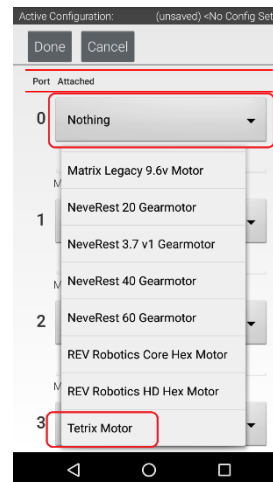 Active Configuration: (unsaved) <No Config Set
Done Cancel
Port Attached
0 Nothing
Matrix Legacy 9.6v Motor
M
NeveRest 20 Gearmotor
1
NeveRest 3.7 v1 Gearmotor
M
NeveRest 40 Gearmotor
2 NeveRest 60 Gearmotor
REV Robotics Core Hex Motor
M
REV Robotics HD Hex Motor
3 Tetrix Motor